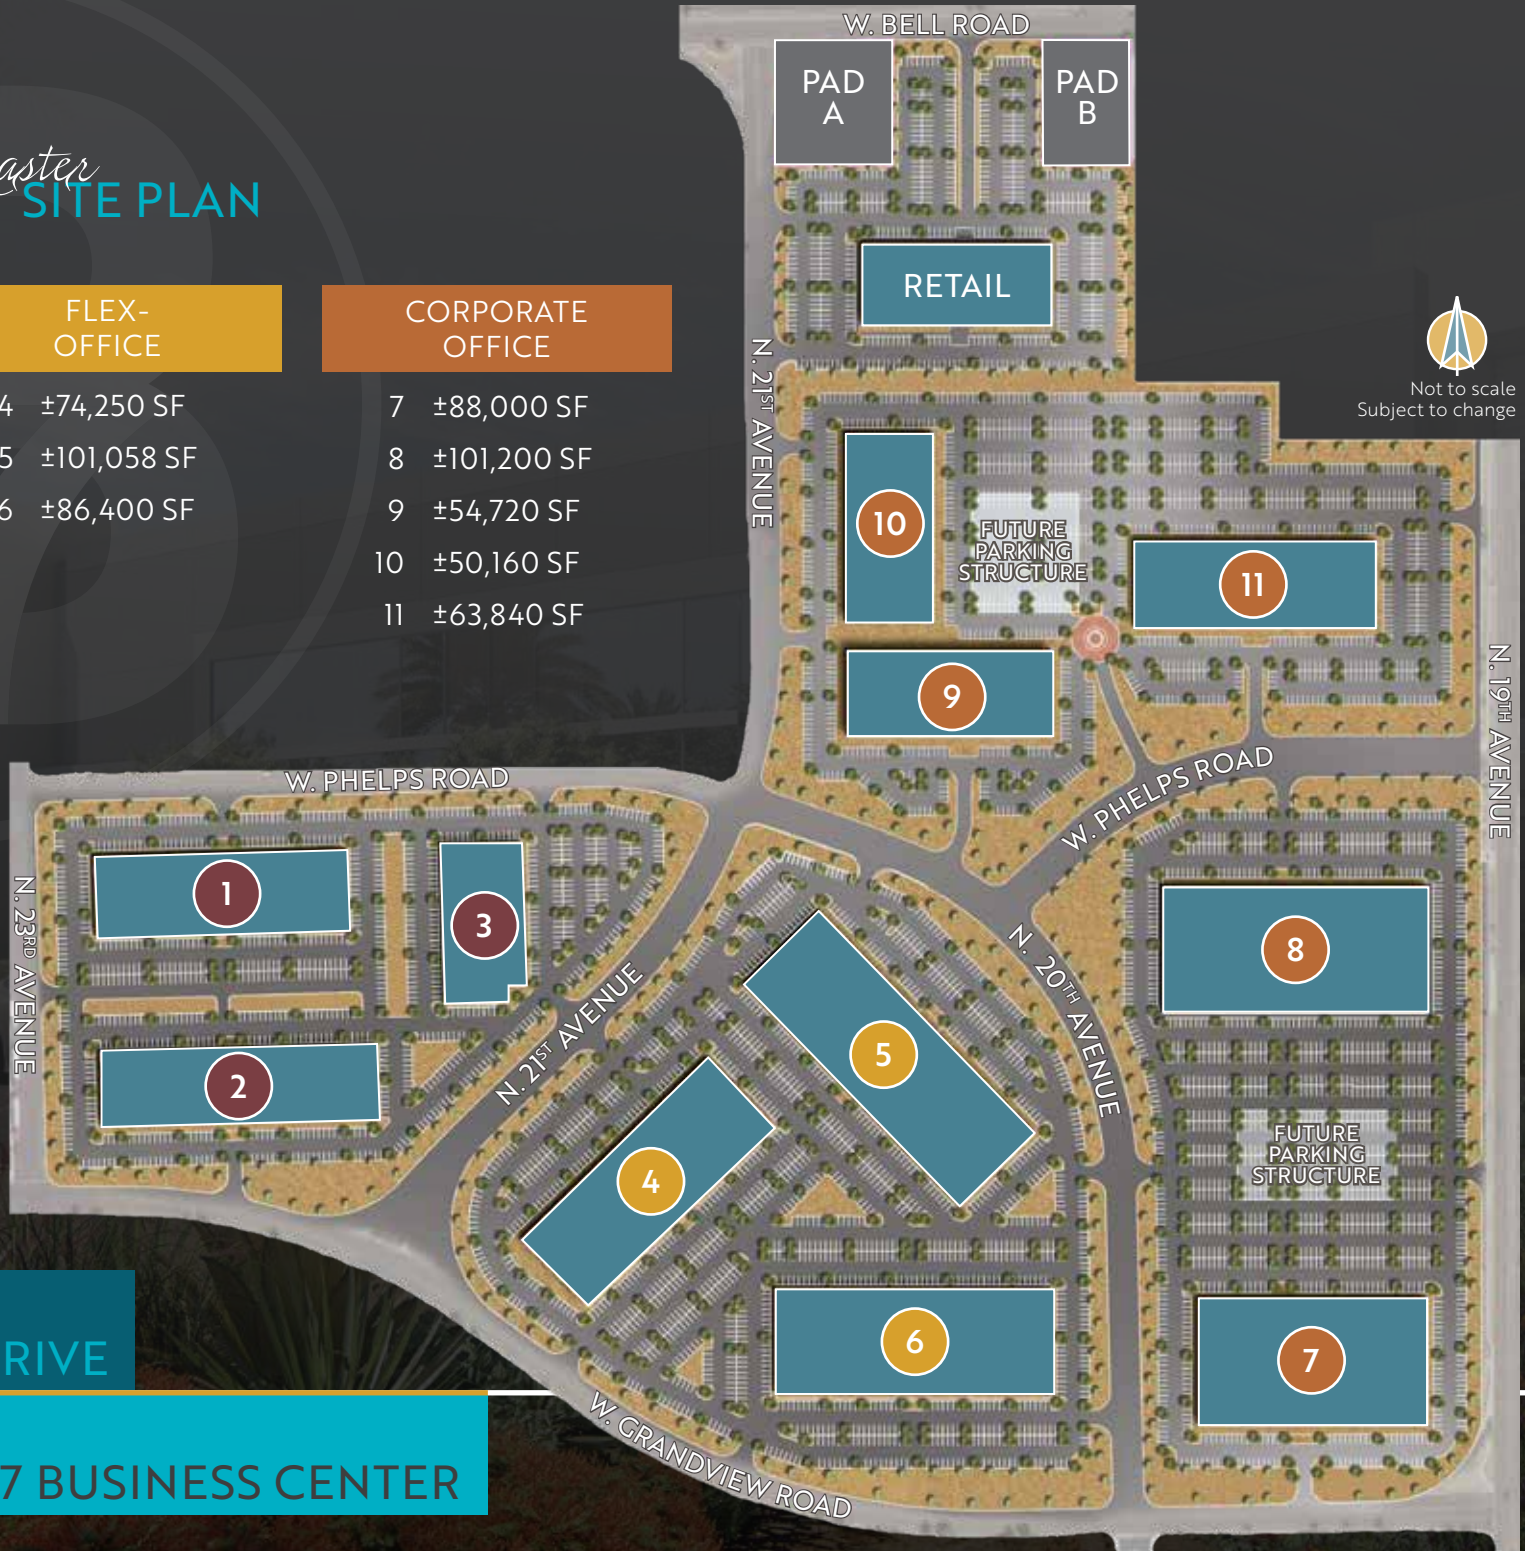 W. BELL ROAD
PAD
A
PAD
B
SITE PLAN
RETAIL
FLEX-
OFFICE
4 ±74,250 SF
5 ±101,058 SF
6 ±86,400 SF
CORPORATE
OFFICE
7 ±88,000 SF
8 ±101,200 SF
9 ±54,720 SF
10 ±50,160 SF
11 ±63,840 SF
Not to scale
Subject to change
N. 21ST AVENUE
10
FUTURE
PARKING
STRUCTURE
11
9
N. 19TH AVENUE
W. PHELPS ROAD
W. PHELPS ROAD
1
3
N. 23RD AVENUE
2
N. 21ST AVENUE
N. 20TH AVENUE
8
5
4
FUTURE
PARKING
STRUCTURE
6
7
W. GRANDVIEW ROAD
RIVE
7 BUSINESS CENTER